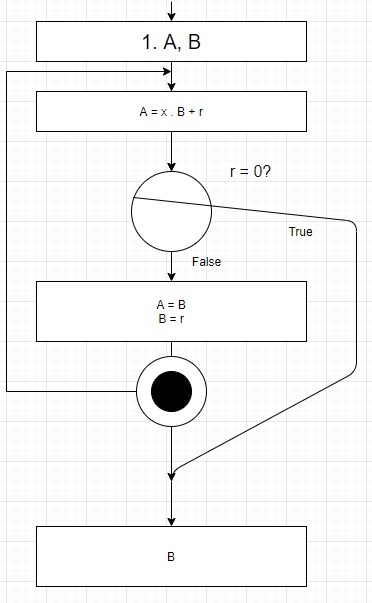 1. A, B
A = x . B + r
r = 0?
True
False
A = B
B = r
B